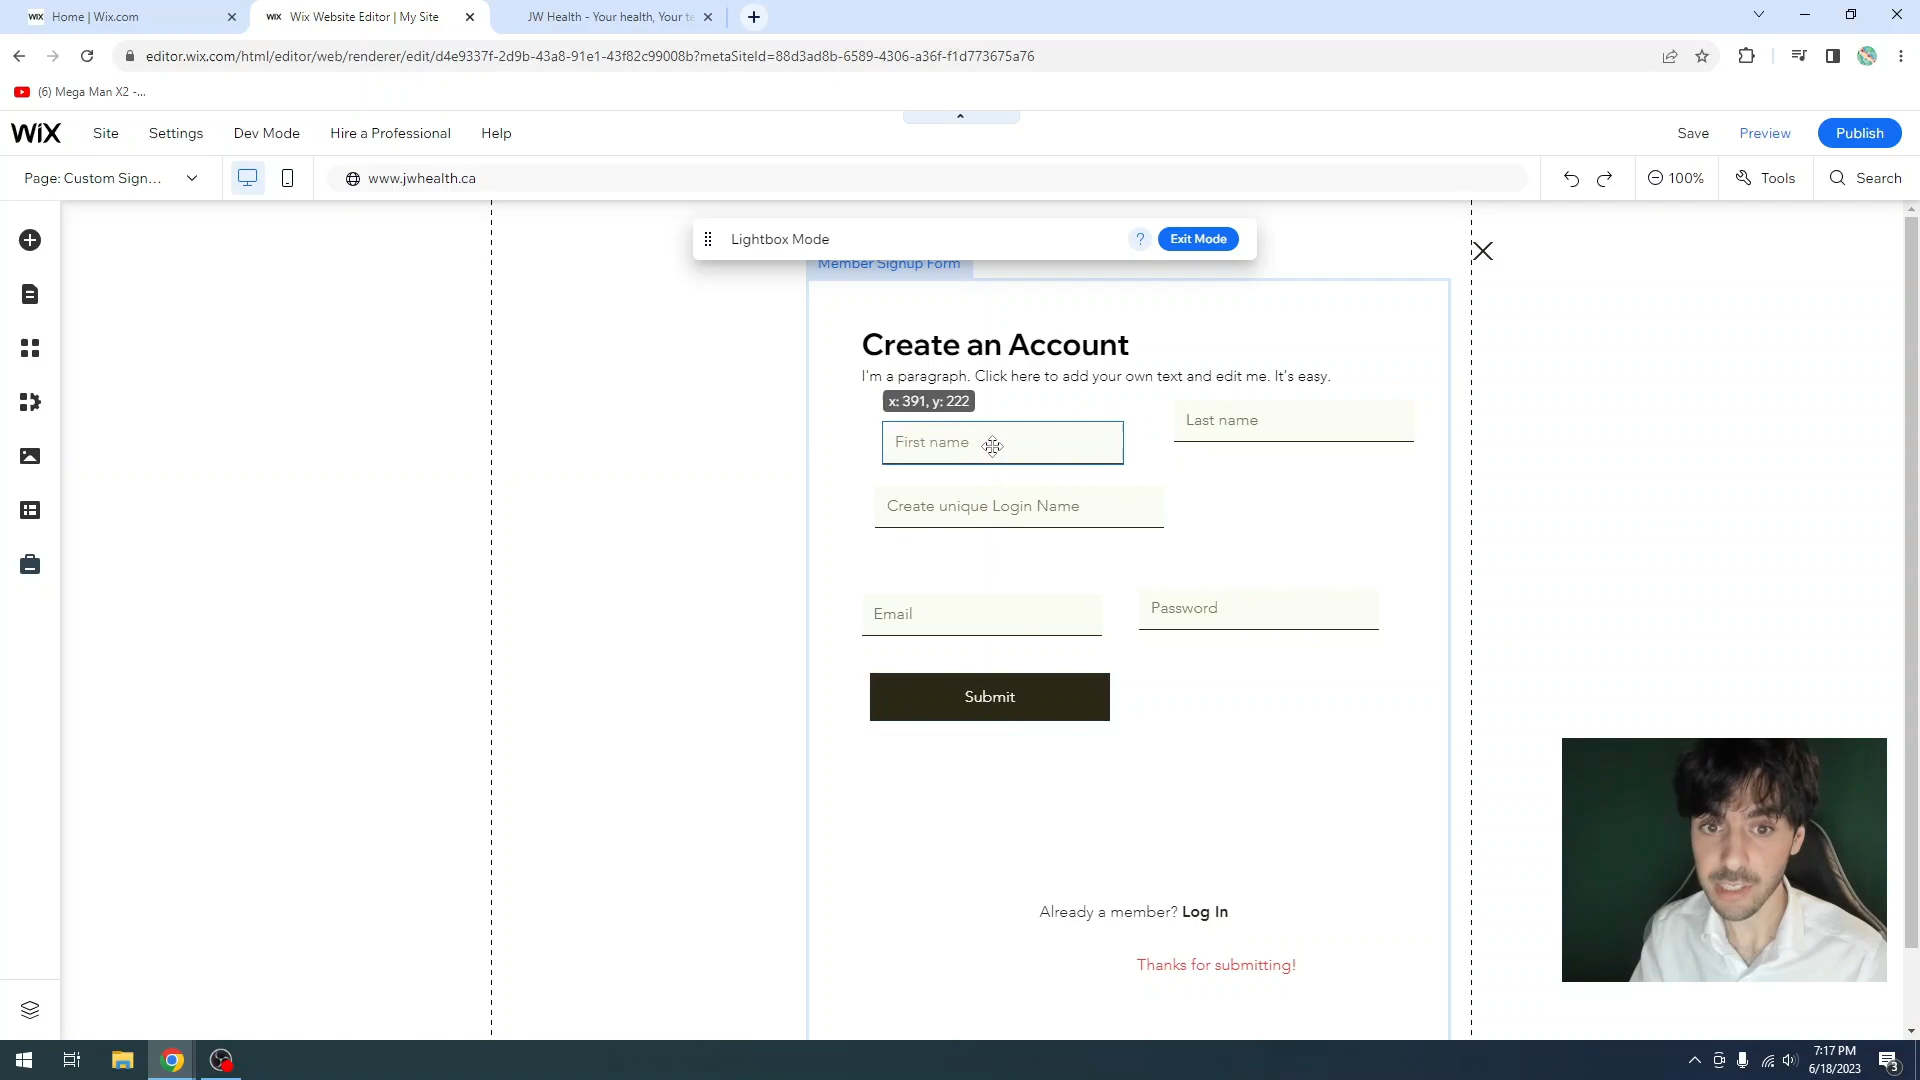 WIX Home | Wix.com
WIX Wix Website Editor | My Site
JW Health - Your health, Your te
editor.wix.com/html/editor/web/renderer/edit/d4e9337f-2d9b-43a8-91e1-43f82c99008b?metaSiteId=88d3ad8b-6589-4306-a36f-f1d773675a76
(6) Mega Man X2 -...
WiX Site Settings Dev Mode Hire a Professional Help Save Preview Publish
Page: Custom Sign... www.jwhealth.ca 100% Tools Search
Lightbox Mode ? Exit Mode
Member Signup Form
Create an Account
I'm a paragraph. Click here to add your own text and edit me. It's easy.
x: 391, y: 222
First name
Last name
Create unique Login Name
Email
Password
Submit
Already a member? Log In
Thanks for submitting!
7:17 PM
6/18/2023
3